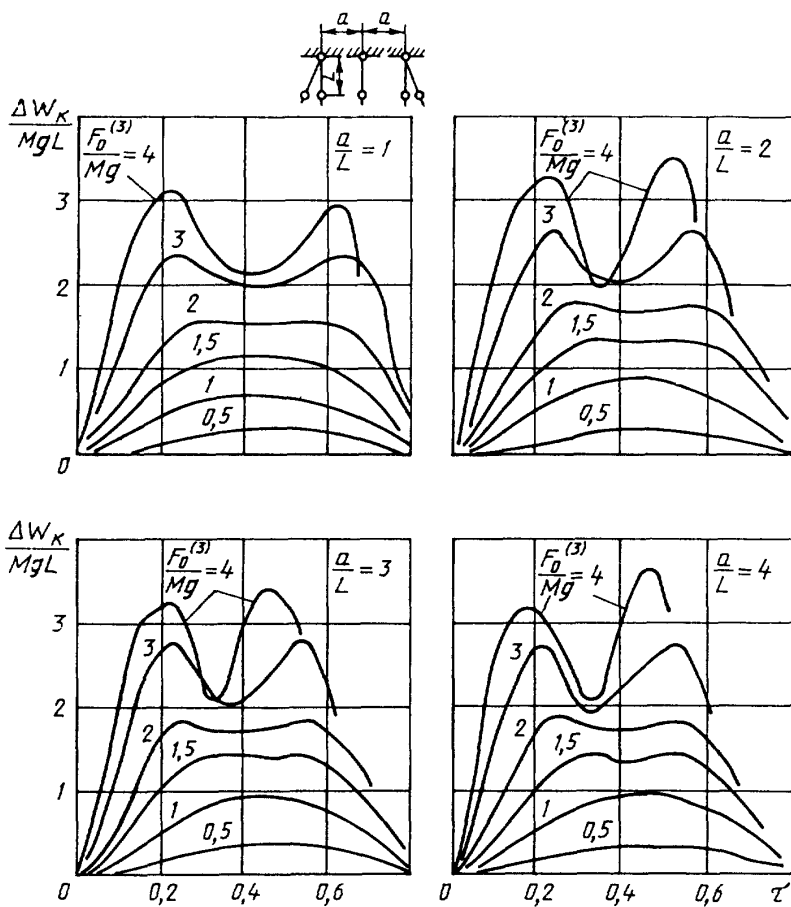 a a
L
ΔW_K/MgL
F_0^(3)/Mg = 4
a/L = 1
3
3
2
2
1,5
1
1
0,5
0
F_0^(3)/Mg = 4
a/L = 2
3
2
1,5
1
0,5
ΔW_K/MgL
F_0^(3)/Mg = 4
a/L = 3
3
3
2
2
1,5
1
1
0,5
0 0,2 0,4 0,6
F_0^(3)/Mg = 4
a/L = 4
3
2
1,5
1
0,5
0 0,2 0,4 0,6 τ